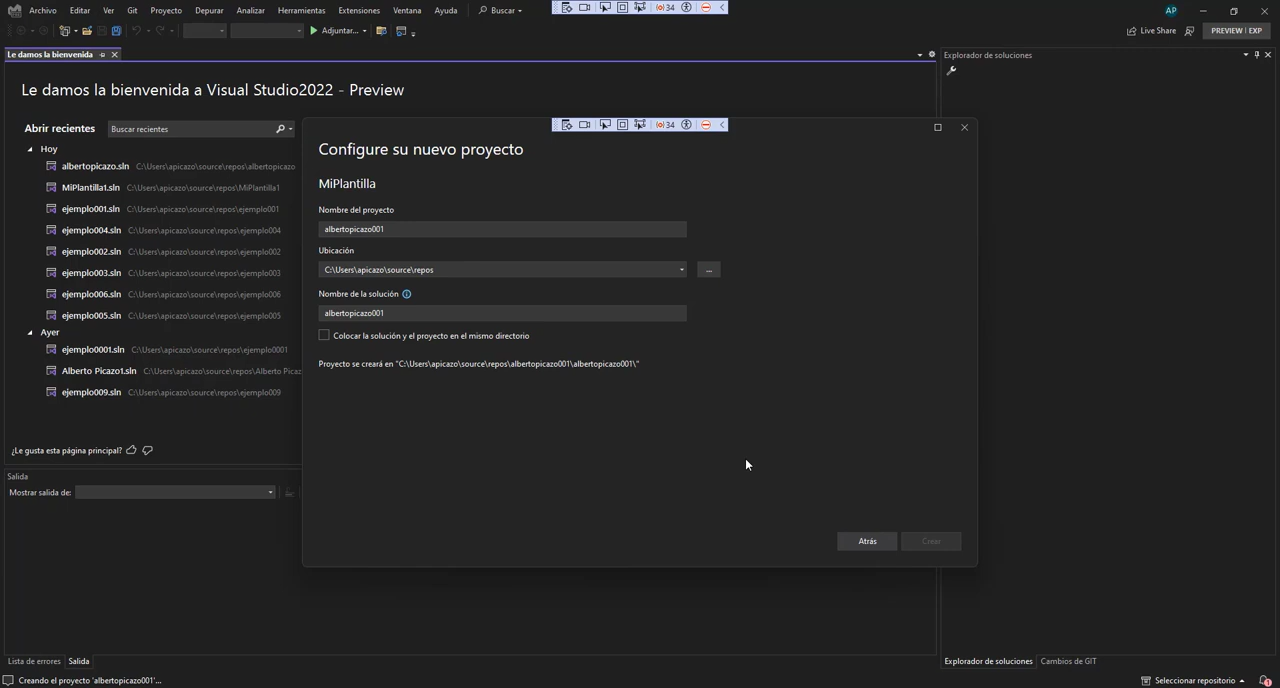 Archivo Editar Ver Git Proyecto Depurar Analizar Herramientas Extensiones Ventana Ayuda Buscar
34
AP
Adjuntar...
Live Share
PREVIEW | EXP
Le damos la bienvenida
Explorador de soluciones
Le damos la bienvenida a Visual Studio2022 - Preview
Abrir recientes
Buscar recientes
Hoy
albertopicazo.sln C:\Users\apicazo\source\repos\albertopicazo
MiPlantilla1.sln C:\Users\apicazo\source\repos\MiPlantilla1
ejemplo001.sln C:\Users\apicazo\source\repos\ejemplo001
ejemplo004.sln C:\Users\apicazo\source\repos\ejemplo004
ejemplo002.sln C:\Users\apicazo\source\repos\ejemplo002
ejemplo003.sln C:\Users\apicazo\source\repos\ejemplo003
ejemplo006.sln C:\Users\apicazo\source\repos\ejemplo006
ejemplo005.sln C:\Users\apicazo\source\repos\ejemplo005
Ayer
ejemplo0001.sln C:\Users\apicazo\source\repos\ejemplo0001
Alberto Picazo1.sln C:\Users\apicazo\source\repos\Alberto Picaz
ejemplo009.sln C:\Users\apicazo\source\repos\ejemplo009
¿Le gusta esta página principal?
Salida
Mostrar salida de:
34
Configure su nuevo proyecto
MiPlantilla
Nombre del proyecto
albertopicazo001
Ubicación
C:\Users\apicazo\source\repos
...
Nombre de la solución
albertopicazo001
Colocar la solución y el proyecto en el mismo directorio
Proyecto se creará en "C:\Users\apicazo\source\repos\albertopicazo001\albertopicazo001\"
Atrás
Crear
Lista de errores Salida
Explorador de soluciones Cambios de GIT
Creando el proyecto 'albertopicazo001'...
Seleccionar repositorio
1